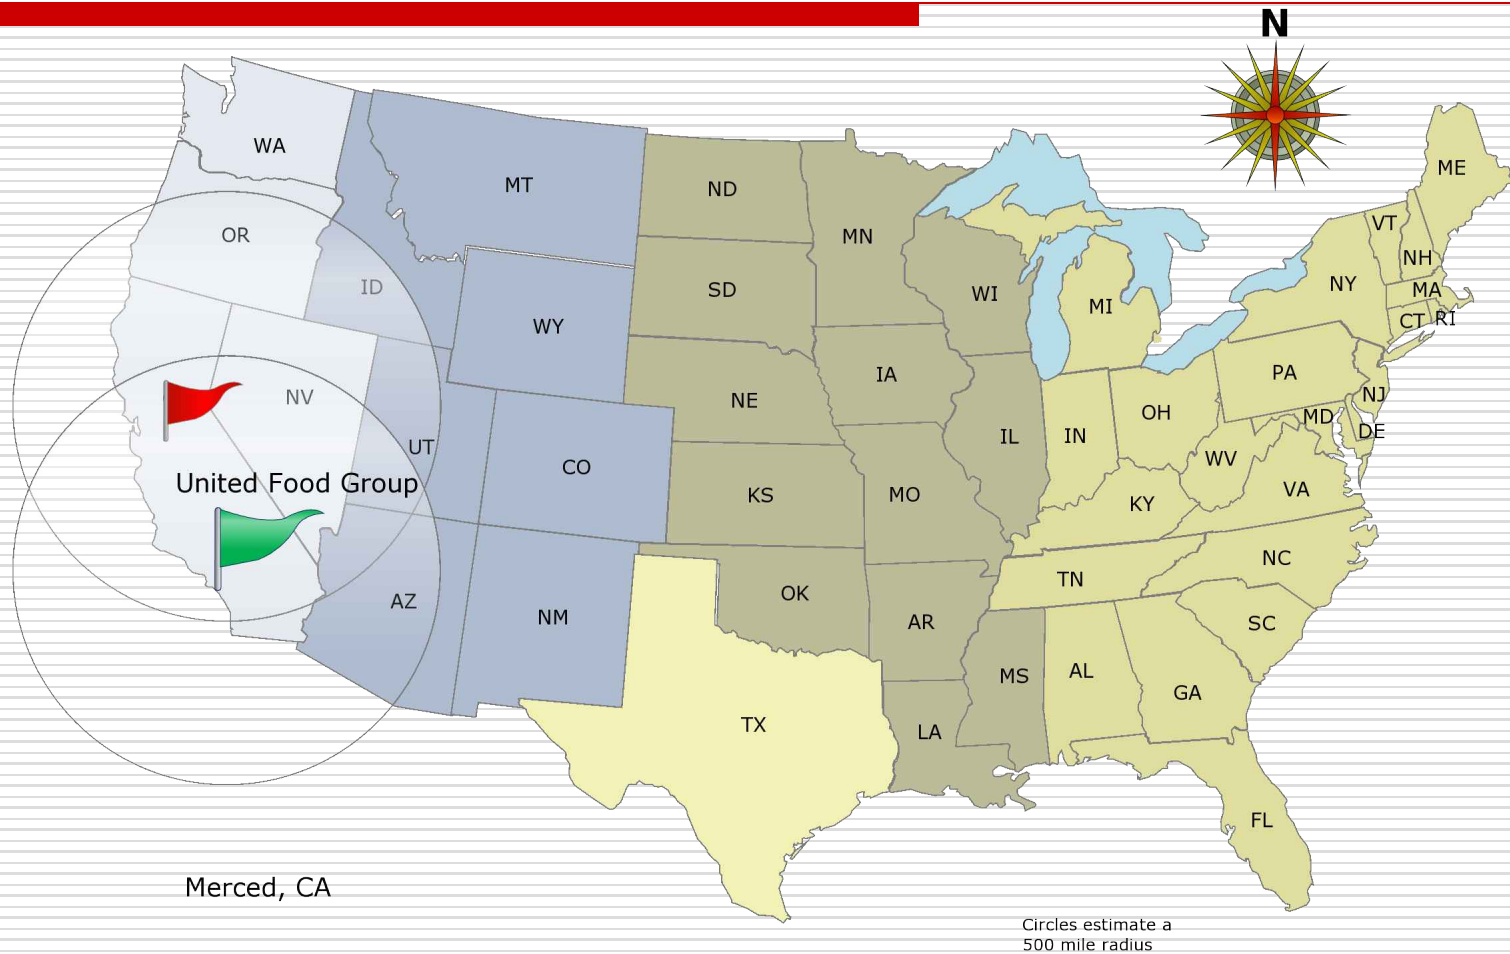 N
WA
MT
ND
MN
ME
OR
ID
SD
WI
MI
VT
NH
NY
MA
CT
RI
WY
NV
NE
IA
PA
NJ
OH
MD
DE
UT
CO
KS
MO
IL
IN
WV
VA
KY
United Food Group
AZ
NM
OK
AR
TN
NC
SC
MS
AL
GA
TX
LA
FL
Merced, CA
Circles estimate a
500 mile radius